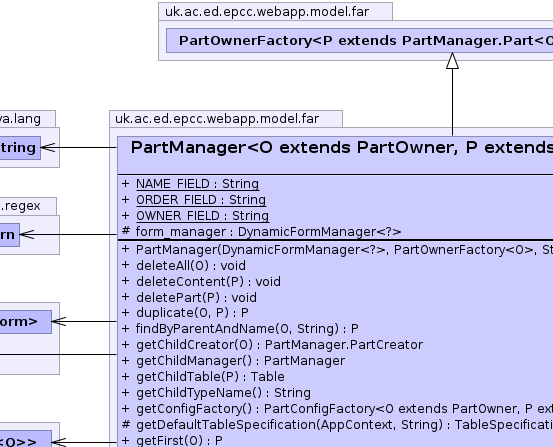 uk.ac.ed.epcc.webapp.model.far
PartOwnerFactory<P extends PartManager.Part<O
va.lang
tring
uk.ac.ed.epcc.webapp.model.far
PartManager<O extends PartOwner, P extends
+ NAME_FIELD : String
+ ORDER_FIELD : String
+ OWNER_FIELD : String
# form_manager : DynamicFormManager<?>
.regex
rn
+ PartManager(DynamicFormManager<?>, PartOwnerFactory<O>, St
+ deleteAll(O) : void
+ deleteContent(P) : void
+ deletePart(P) : void
+ duplicate(O, P) : P
orm>
+ findByParentAndName(O, String) : P
+ getChildCreator(O) : PartManager.PartCreator
+ getChildManager() : PartManager
+ getChildTable(P) : Table
+ getChildTypeName() : String
+ getConfigFactory() : PartConfigFactory<O extends PartOwner, P ext
# getDefaultTableSpecification(AppContext, String) : TableSpecificati
+ getFirst(O) : P
<O>>